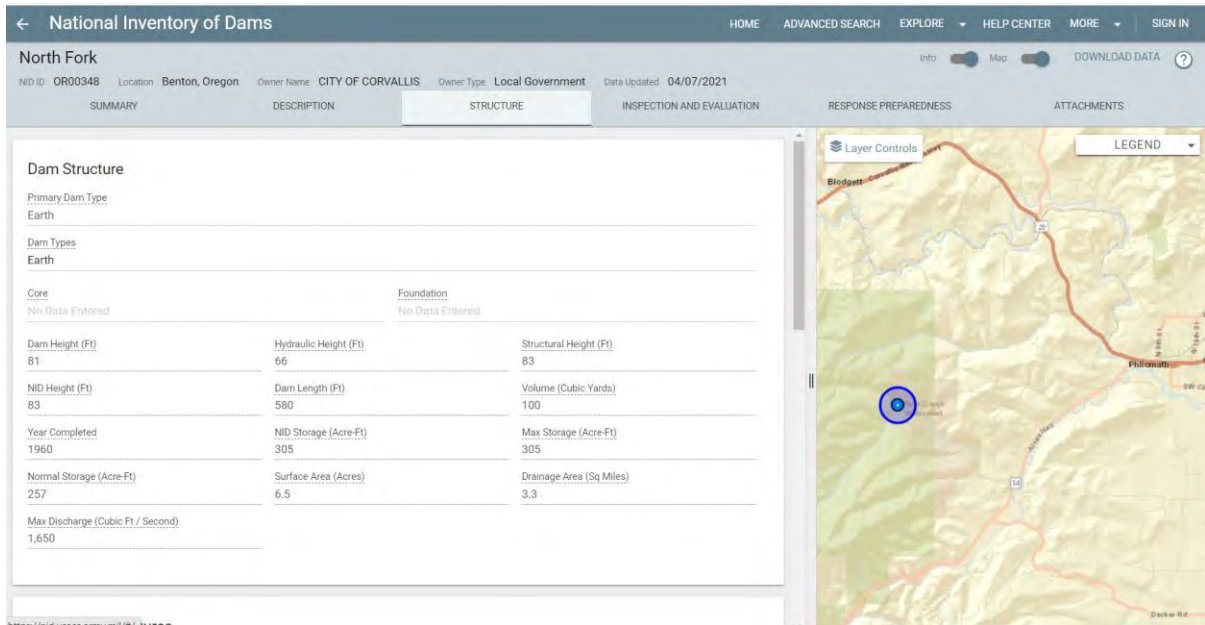 ← National Inventory of Dams
HOME ADVANCED SEARCH EXPLORE HELP CENTER MORE SIGN IN
North Fork
Info Map DOWNLOAD DATA ?
NID ID OR00348 Location Benton, Oregon Owner Name CITY OF CORVALLIS Owner Type Local Government Data Updated 04/07/2021
SUMMARY DESCRIPTION STRUCTURE INSPECTION AND EVALUATION RESPONSE PREPAREDNESS ATTACHMENTS
Dam Structure
Primary Dam Type
Earth
Dam Types
Earth
Core Foundation
No Data Entered No Data Entered
Dam Height (Ft) Hydraulic Height (Ft) Structural Height (Ft)
81 66 83
NID Height (Ft) Dam Length (Ft) Volume (Cubic Yards)
83 580 100
Year Completed NID Storage (Acre-Ft) Max Storage (Acre-Ft)
1960 305 305
Normal Storage (Acre-Ft) Surface Area (Acres) Drainage Area (Sq Miles)
257 6.5 3.3
Max Discharge (Cubic Ft / Second)
1,650
Layer Controls
LEGEND
Blodgett
20
Philomath
34
Decker Rd